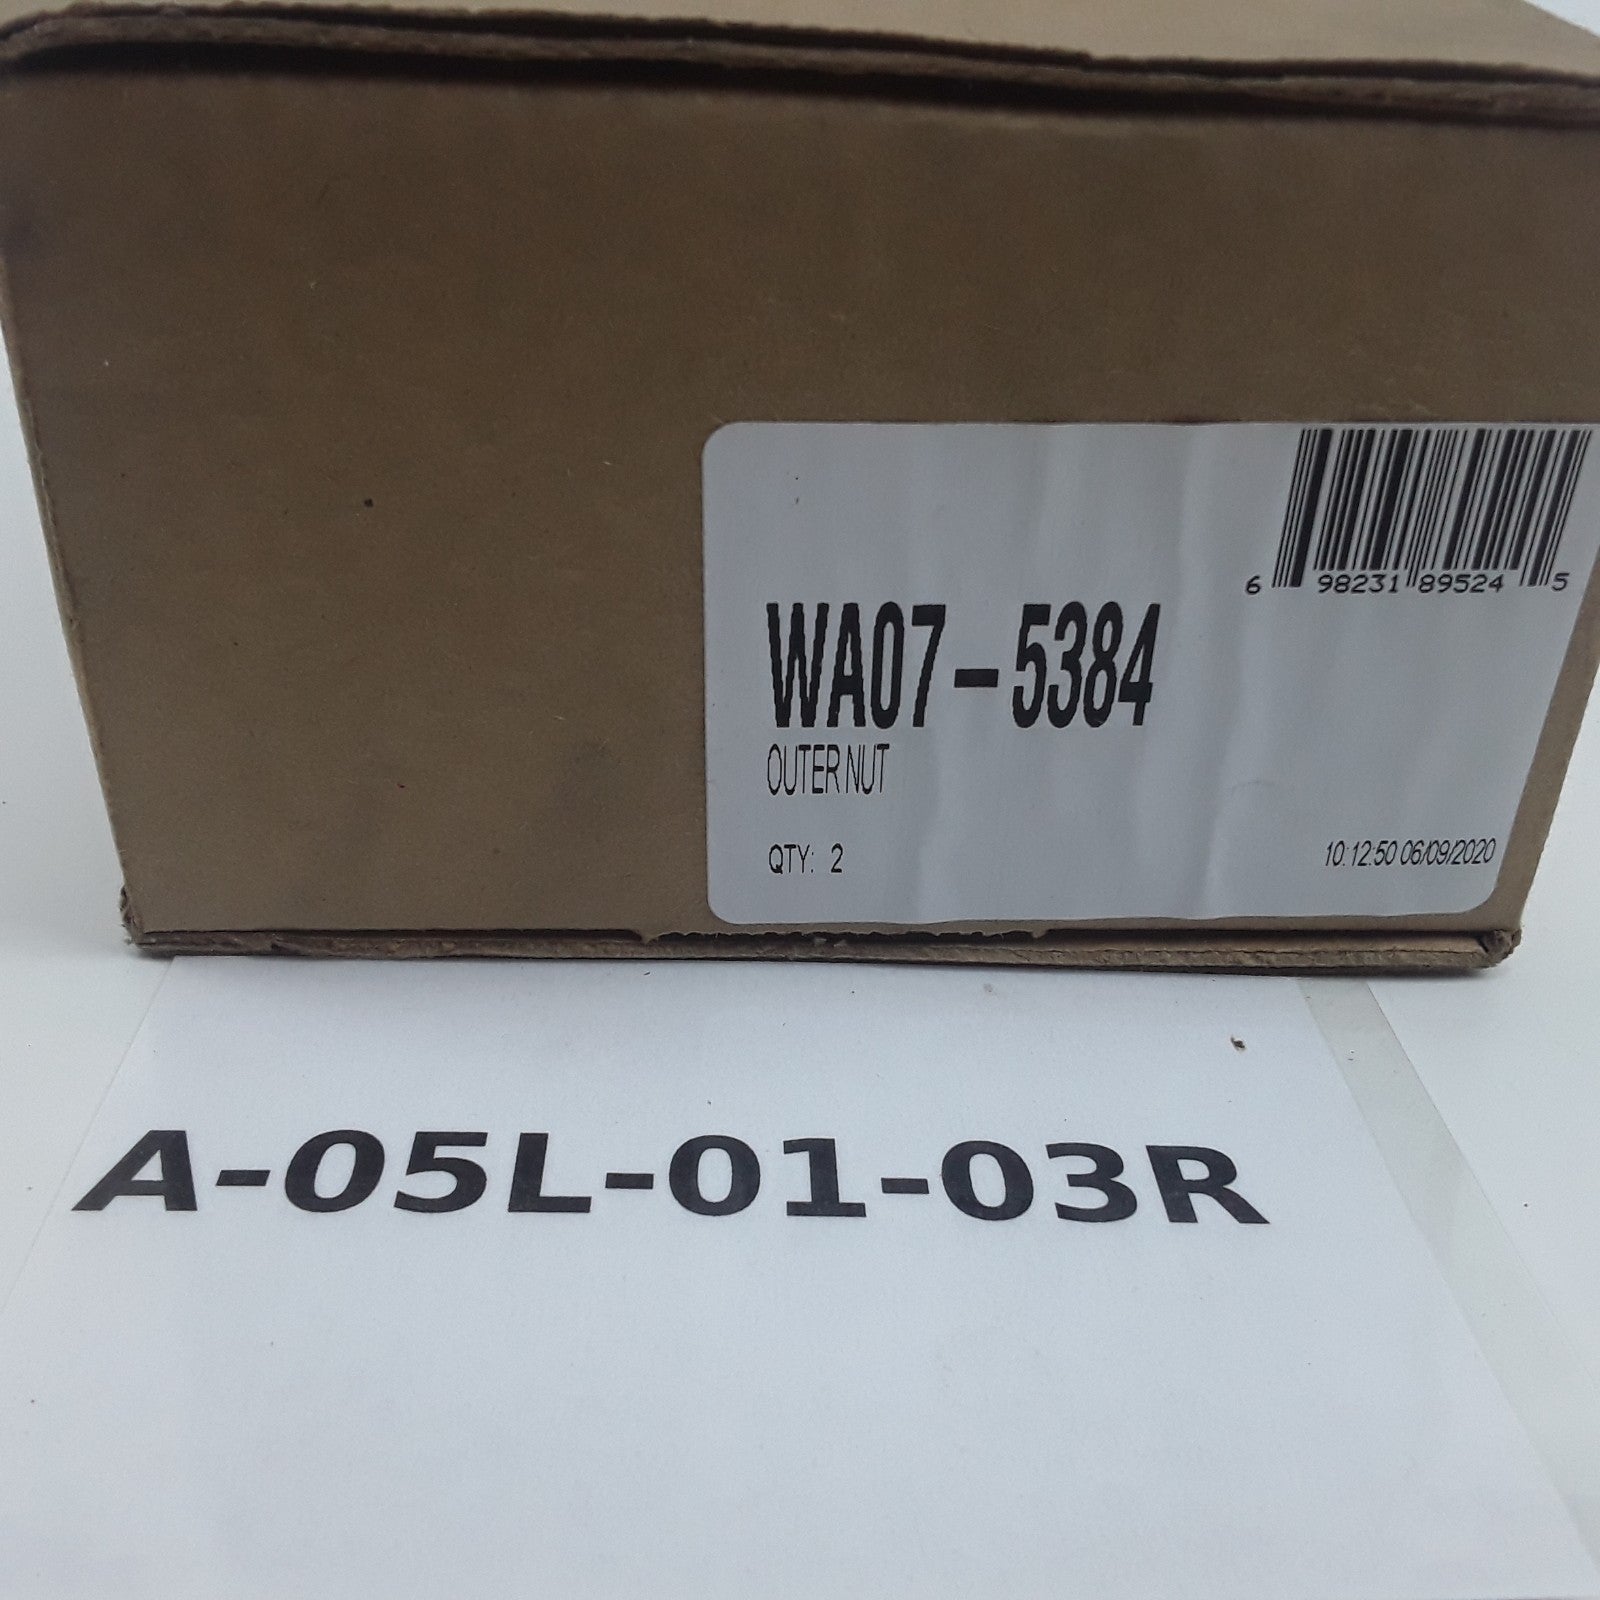 6 98231 89524 5
WA07-5384
OUTER NUT
QTY: 2
10:12:50 06/09/2020
A-05L-01-03R